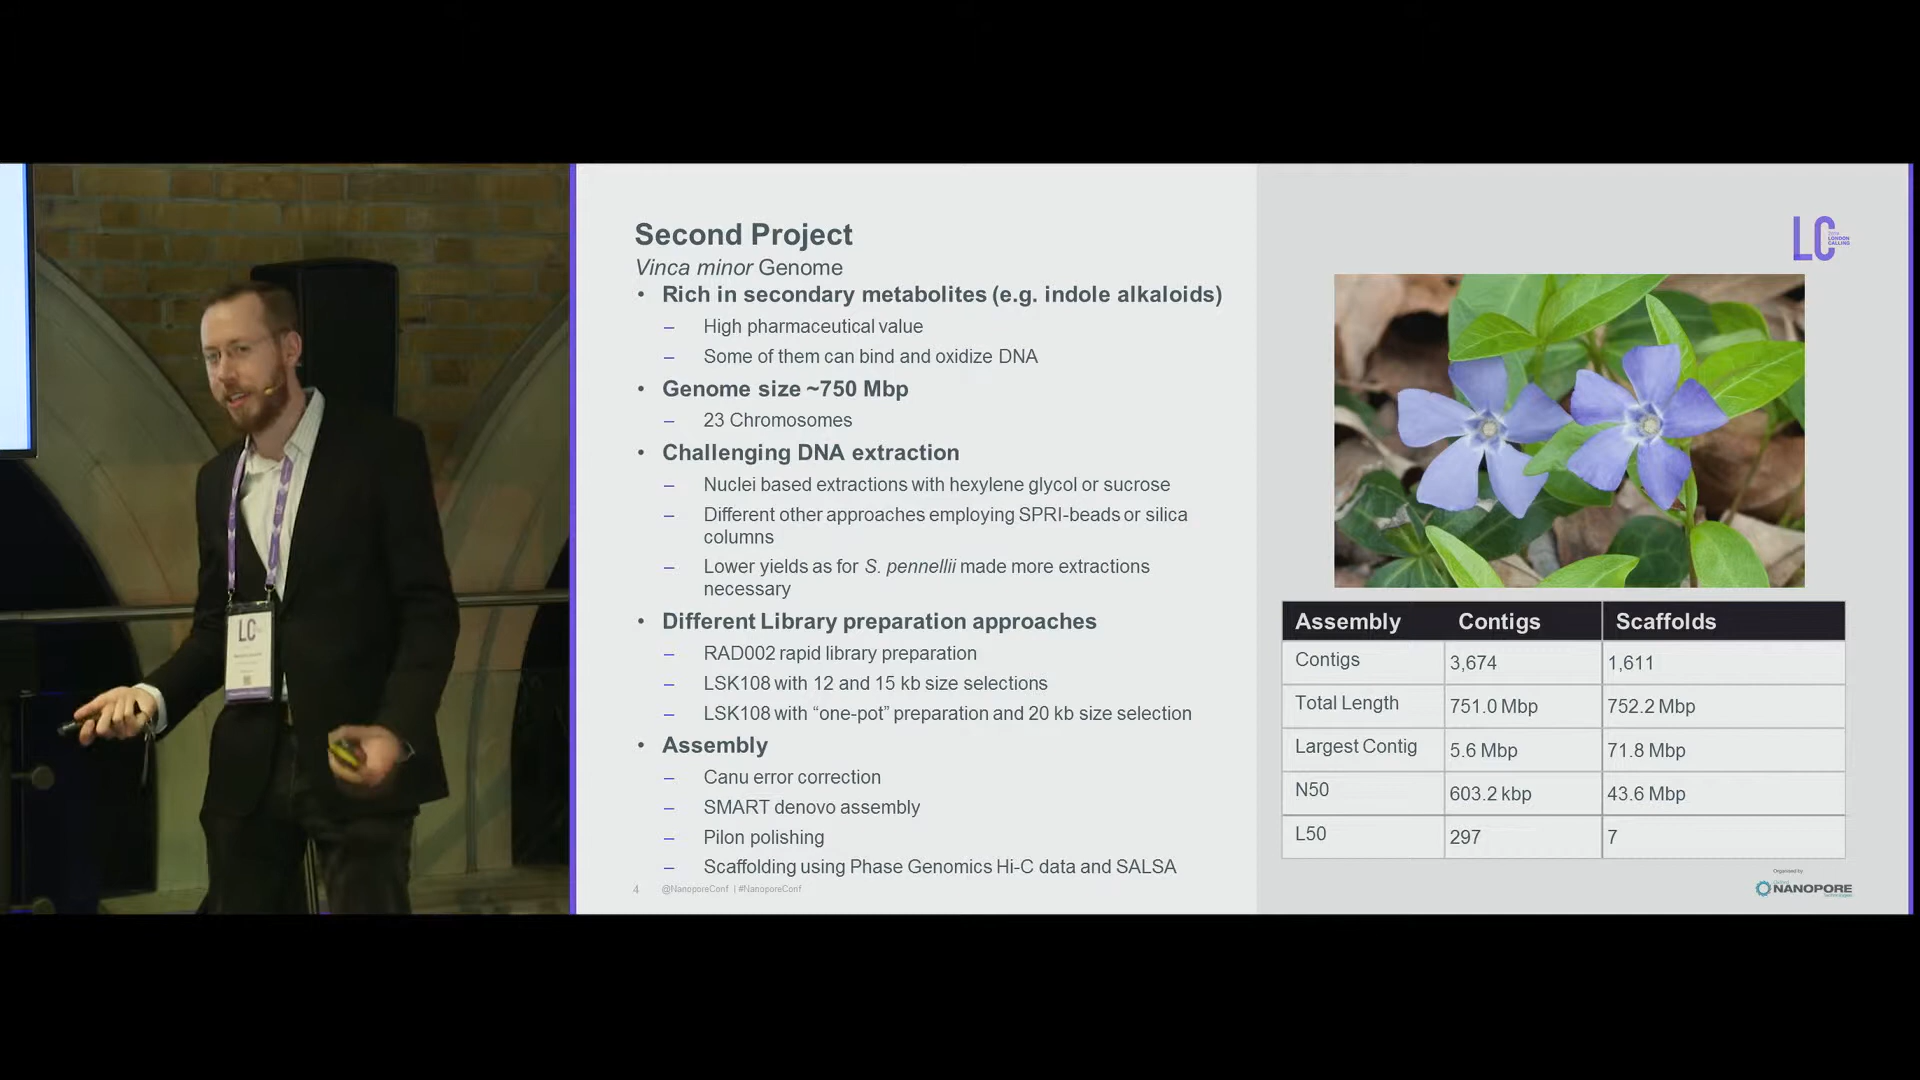 Second Project
Vinca minor Genome
• Rich in secondary metabolites (e.g. indole alkaloids)
– High pharmaceutical value
– Some of them can bind and oxidize DNA
• Genome size ~750 Mbp
– 23 Chromosomes
• Challenging DNA extraction
– Nuclei based extractions with hexylene glycol or sucrose
– Different other approaches employing SPRI-beads or silica
columns
– Lower yields as for S. pennellii made more extractions
necessary
• Different Library preparation approaches
– RAD002 rapid library preparation
– LSK108 with 12 and 15 kb size selections
– LSK108 with “one-pot” preparation and 20 kb size selection
• Assembly
– Canu error correction
– SMART denovo assembly
– Pilon polishing
– Scaffolding using Phase Genomics Hi-C data and SALSA
4 @NanoporeConf | #NanoporeConf
LC
LONDON
CALLING
Assembly Contigs Scaffolds
Contigs 3,674 1,611
Total Length 751.0 Mbp 752.2 Mbp
Largest Contig 5.6 Mbp 71.8 Mbp
N50 603.2 kbp 43.6 Mbp
L50 297 7
Organised by
NANOPORE
LC